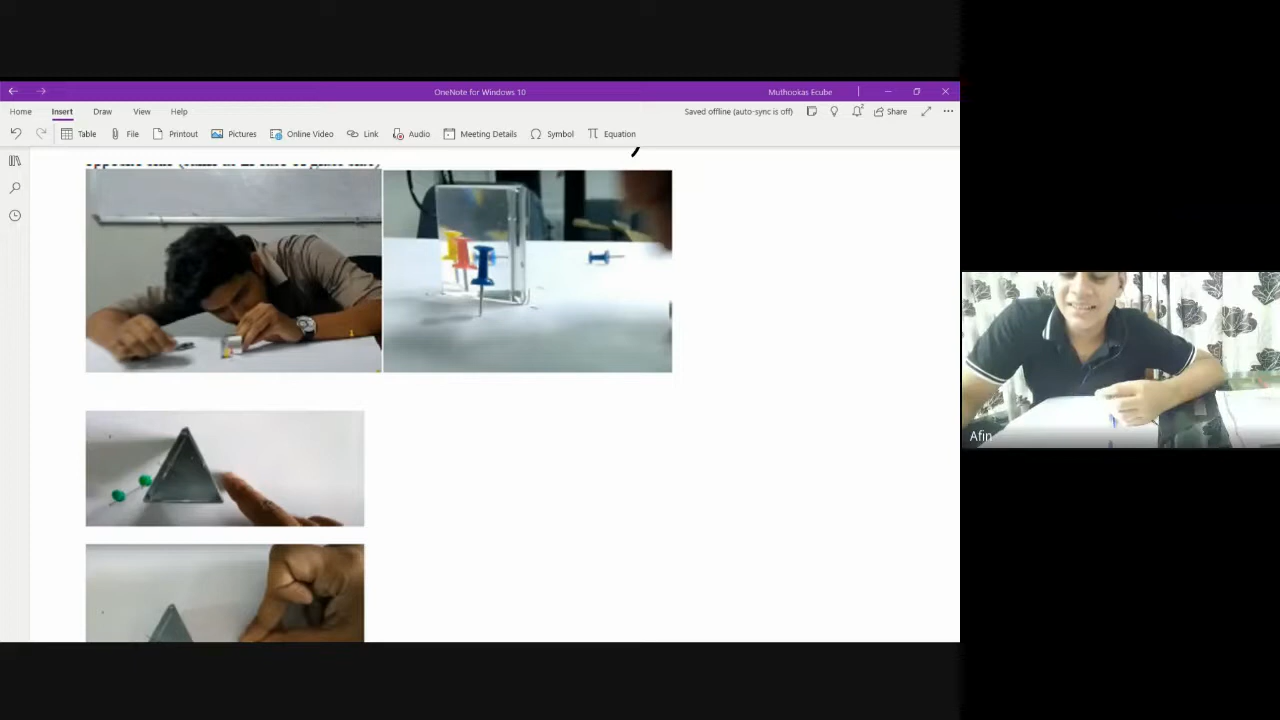 OneNote for Windows 10
Muthookas Ecube
Home Insert Draw View Help
Saved offline (auto-sync is off)
Share
Table File Printout Pictures Online Video Link Audio Meeting Details Symbol Equation
Afin